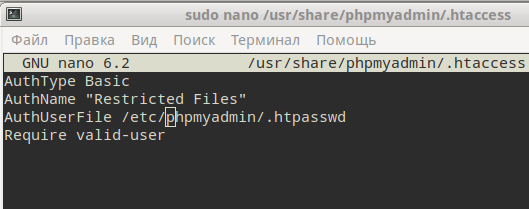 sudo nano /usr/share/phpmyadmin/.htaccess
Файл Правка Вид Поиск Терминал Помощь
GNU nano 6.2 /usr/share/phpmyadmin/.htaccess
AuthType Basic
AuthName "Restricted Files"
AuthUserFile /etc/phpmyadmin/.htpasswd
Require valid-user